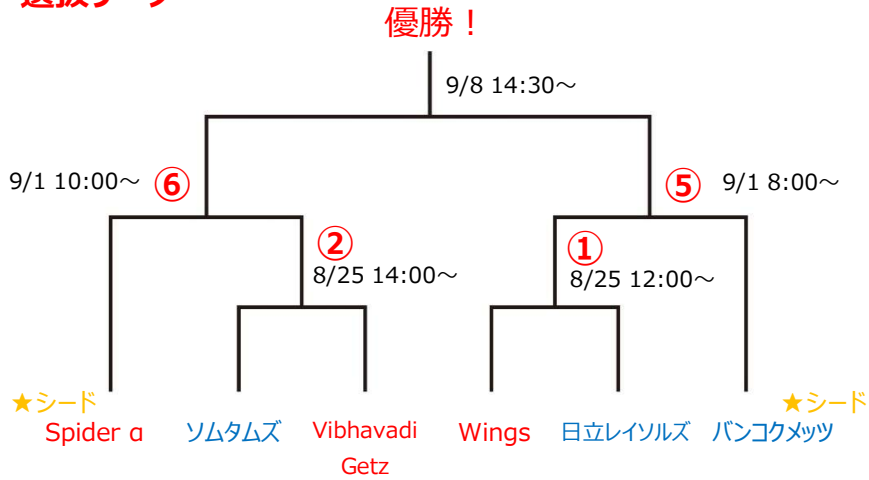 優勝！
9/8 14:30～
9/1 10:00～ ⑥
⑤ 9/1 8:00～
②
8/25 14:00～
①
8/25 12:00～
★シード
★シード
Spider α
ソムタムズ
Vibhavadi
Getz
Wings
日立レイソルズ
バンコクメッツ